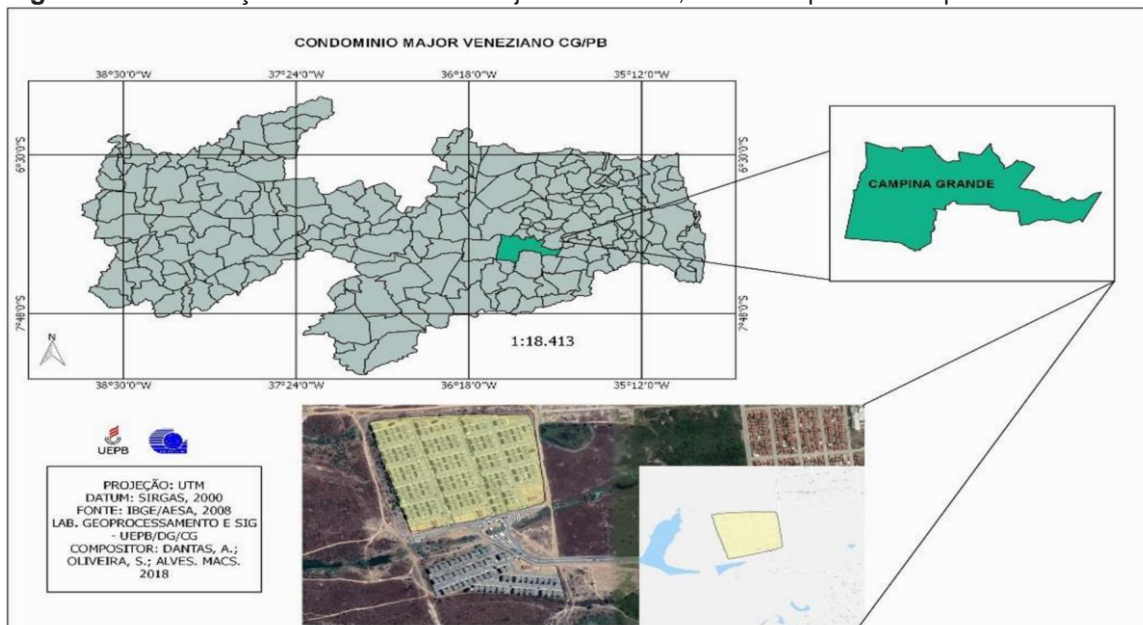 CONDOMINIO MAJOR VENEZIANO CG/PB
38°30'0"W 37°24'0"W 36°18'0"W 35°12'0"W
6°30'0"S 6°30'0"S
CAMPINA GRANDE
7°48'0"S 7°48'0"S
N
1:18.413
38°30'0"W 37°24'0"W 36°18'0"W 35°12'0"W
UEPB
PROJEÇÃO: UTM
DATUM: SIRGAS, 2000
FONTE: IBGE/AESA, 2008
LAB. GEOPROCESSAMENTO E SIG
- UEPB/DG/CG
COMPOSITOR: DANTAS, A.;
OLIVEIRA, S.; ALVES. MACS.
2018